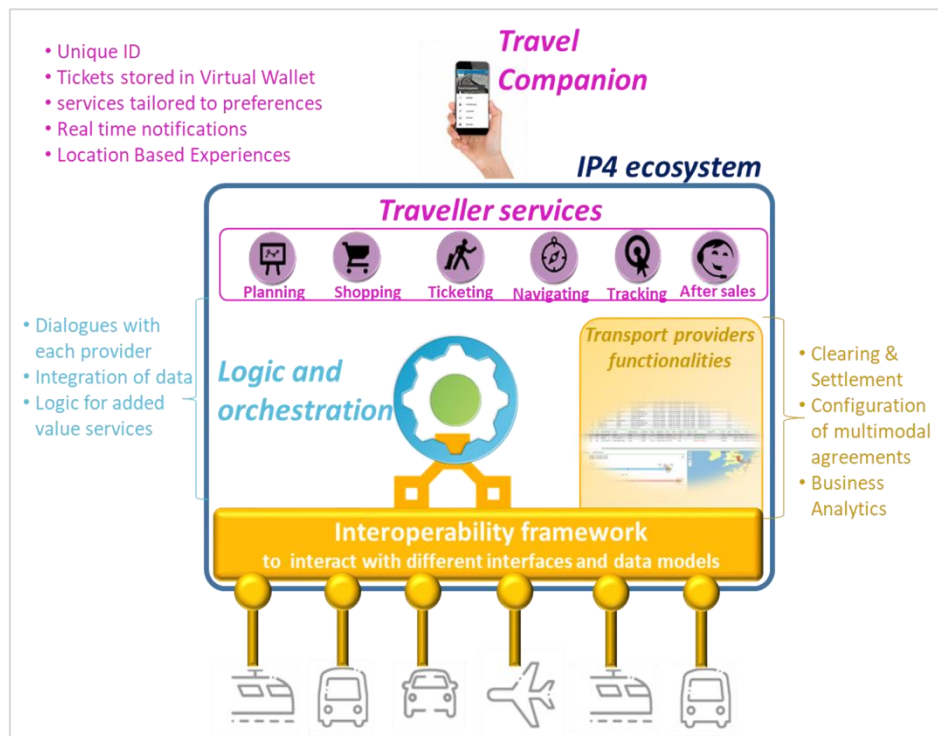 • Unique ID
• Tickets stored in Virtual Wallet
• services tailored to preferences
• Real time notifications
• Location Based Experiences
Travel
Companion
IP4 ecosystem
Traveller services
Planning
Shopping
Ticketing
Navigating
Tracking
After sales
• Dialogues with
each provider
• Integration of data
• Logic for added
value services
Logic and
orchestration
Transport providers
functionalities
• Clearing &
Settlement
• Configuration
of multimodal
agreements
• Business
Analytics
Interoperability framework
to interact with different interfaces and data models